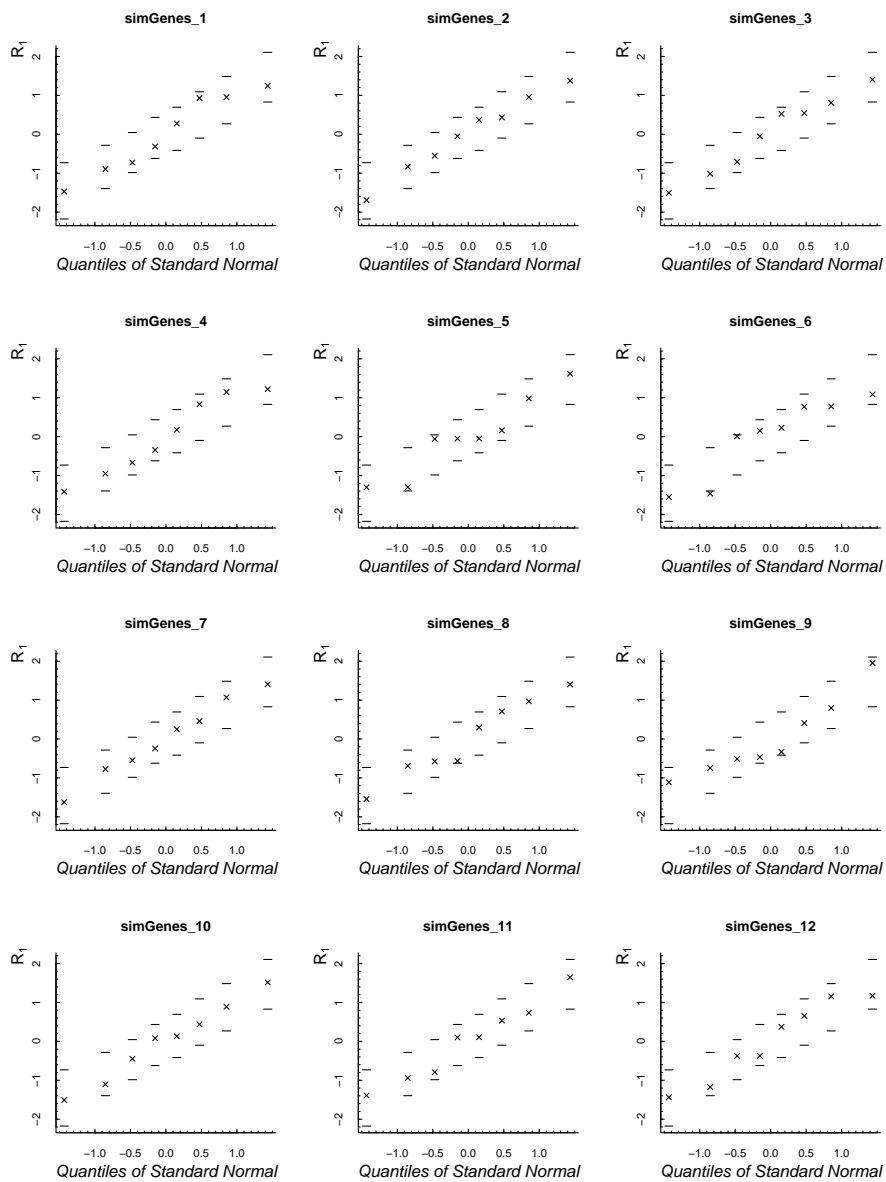 simGenes_1 simGenes_2 simGenes_3
R1 R1 R1
2 2 2
1 1 1
0 0 0
−1 −1 −1
−2 −2 −2
−1.0 −0.5 0.0 0.5 1.0 −1.0 −0.5 0.0 0.5 1.0 −1.0 −0.5 0.0 0.5 1.0
Quantiles of Standard Normal Quantiles of Standard Normal Quantiles of Standard Normal
simGenes_4 simGenes_5 simGenes_6
R1 R1 R1
2 2 2
1 1 1
0 0 0
−1 −1 −1
−2 −2 −2
−1.0 −0.5 0.0 0.5 1.0 −1.0 −0.5 0.0 0.5 1.0 −1.0 −0.5 0.0 0.5 1.0
Quantiles of Standard Normal Quantiles of Standard Normal Quantiles of Standard Normal
simGenes_7 simGenes_8 simGenes_9
R1 R1 R1
2 2 2
1 1 1
0 0 0
−1 −1 −1
−2 −2 −2
−1.0 −0.5 0.0 0.5 1.0 −1.0 −0.5 0.0 0.5 1.0 −1.0 −0.5 0.0 0.5 1.0
Quantiles of Standard Normal Quantiles of Standard Normal Quantiles of Standard Normal
simGenes_10 simGenes_11 simGenes_12
R1 R1 R1
2 2 2
1 1 1
0 0 0
−1 −1 −1
−2 −2 −2
−1.0 −0.5 0.0 0.5 1.0 −1.0 −0.5 0.0 0.5 1.0 −1.0 −0.5 0.0 0.5 1.0
Quantiles of Standard Normal Quantiles of Standard Normal Quantiles of Standard Normal